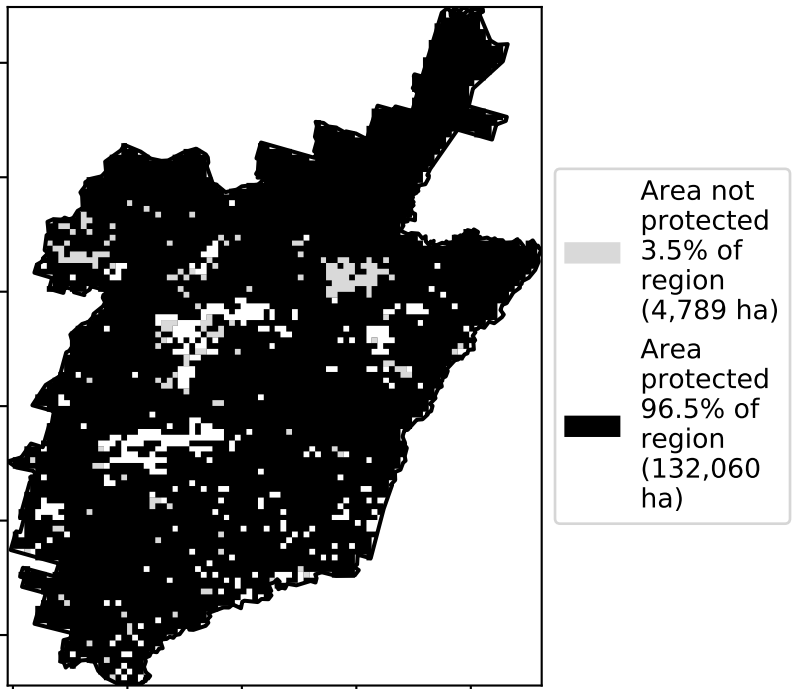 Area not
protected
3.5% of
region
(4,789 ha)
Area
protected
96.5% of
region
(132,060
ha)